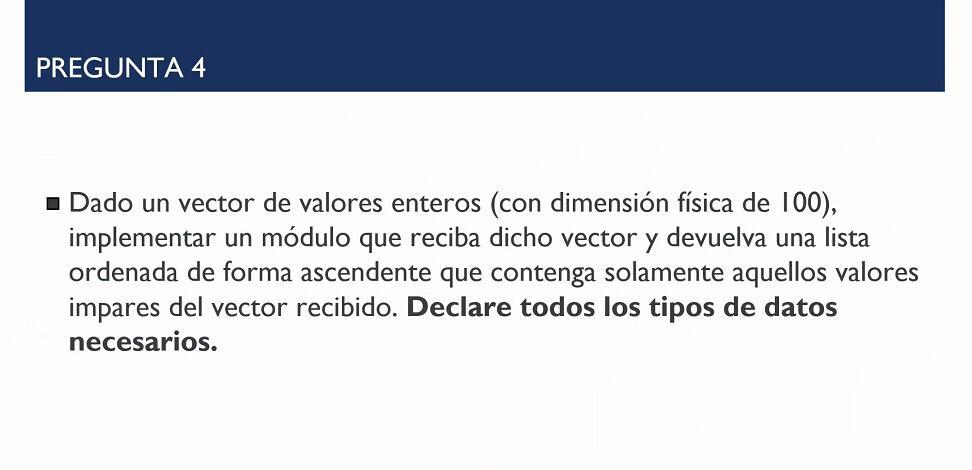 PREGUNTA 4
Dado un vector de valores enteros (con dimensión física de 100),
implementar un módulo que reciba dicho vector y devuelva una lista
ordenada de forma ascendente que contenga solamente aquellos valores
impares del vector recibido. Declare todos los tipos de datos
necesarios.